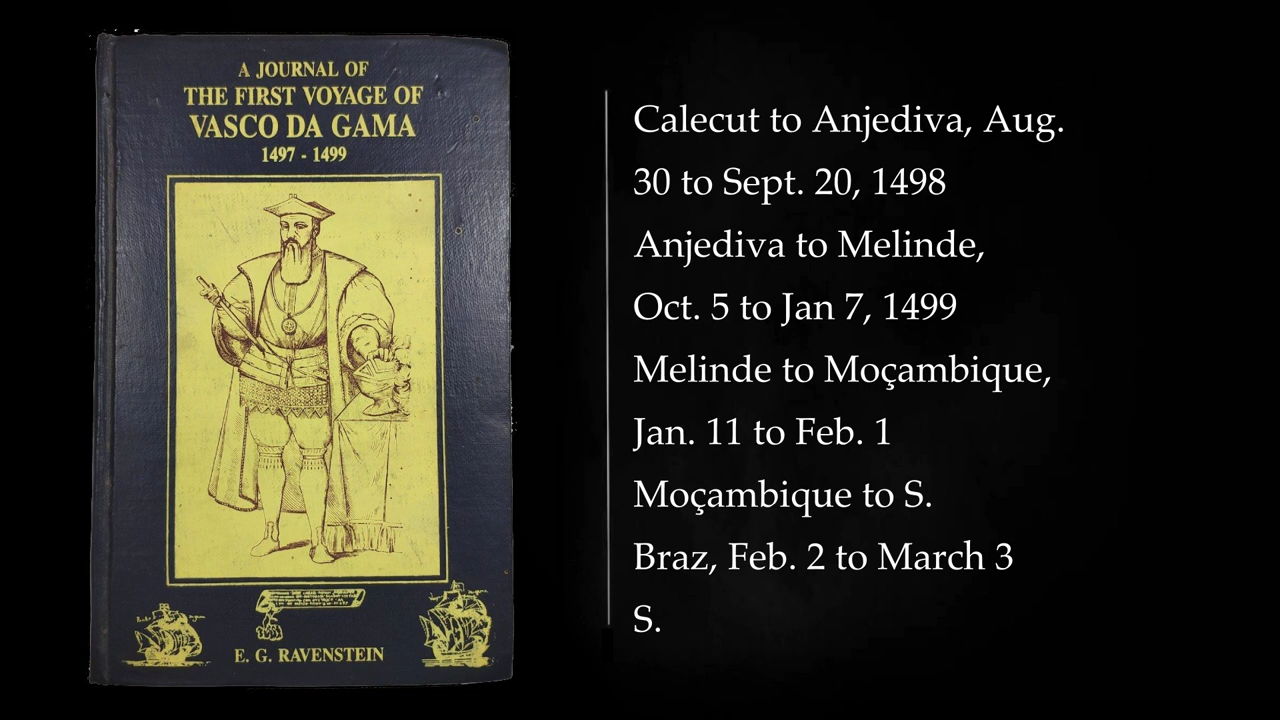 A JOURNAL OF
THE FIRST VOYAGE OF
VASCO DA GAMA
1497 - 1499
E. G. RAVENSTEIN
Calecut to Anjediva, Aug.
30 to Sept. 20, 1498
Anjediva to Melinde,
Oct. 5 to Jan 7, 1499
Melinde to Moçambique,
Jan. 11 to Feb. 1
Moçambique to S.
Braz, Feb. 2 to March 3
S.